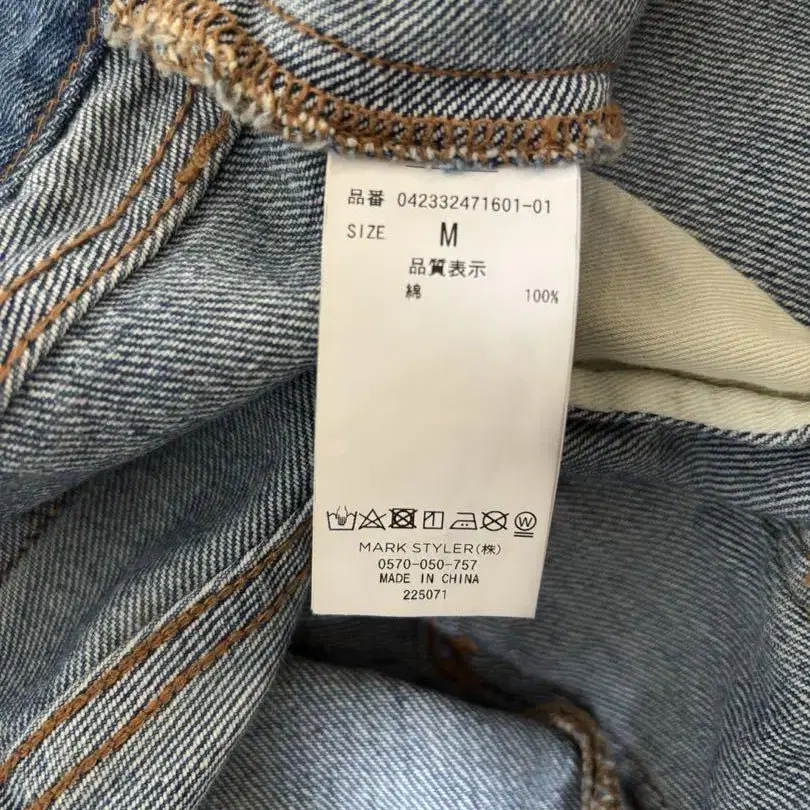 品番 042332471601-01
SIZE M
品質表示
綿 100%
W
MARK STYLER(株)
0570-050-757
MADE IN CHINA
225071